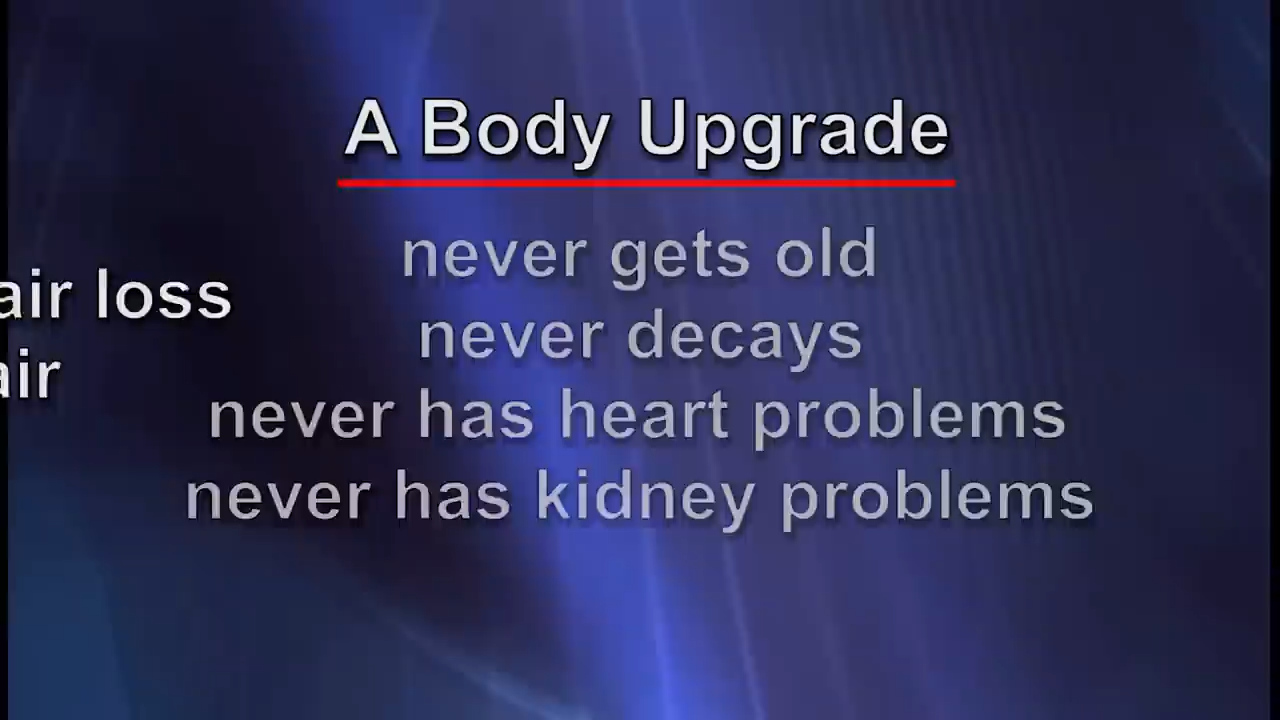 A Body Upgrade
never gets old
never decays
air loss
air
never has heart problems
never has kidney problems